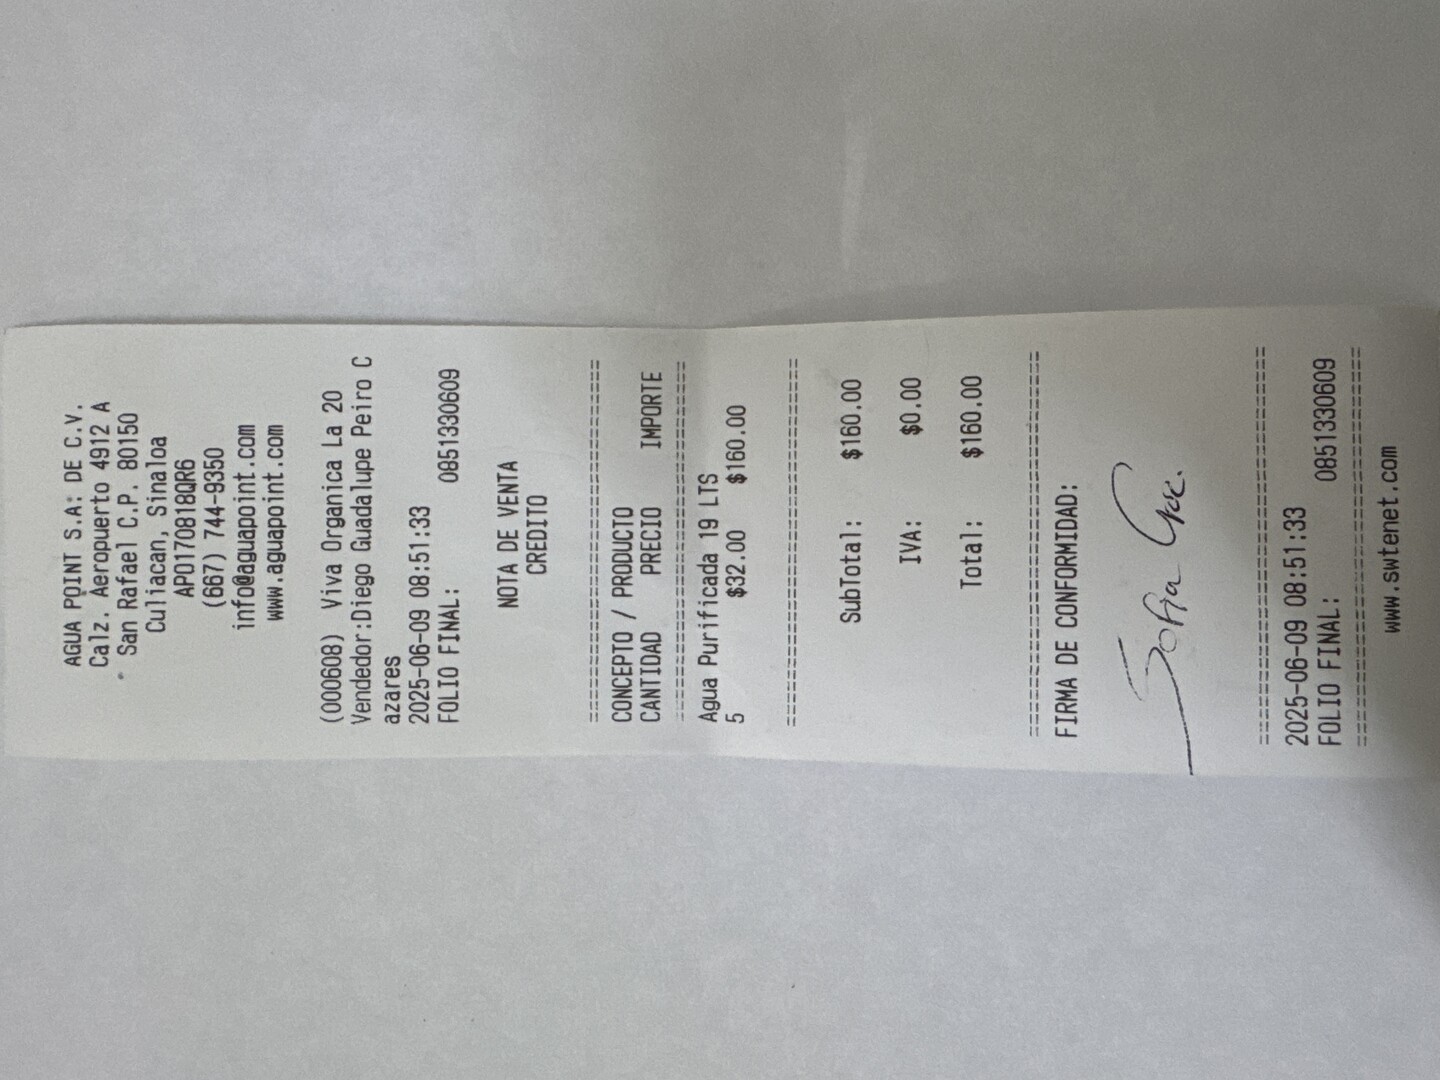 AGUA POINT S.A: DE C.V.
Calz. Aeropuerto 4912 A
San Rafael C.P. 80150
Culiacan, Sinaloa
APO170818QR6
(667) 744-9350
info@aguapoint.com
www.aguapoint.com
(000608) Viva Organica La 20
Vendedor:Diego Guadalupe Peiro C
azares
2025-06-09 08:51:33
FOLIO FINAL: 0851330609
NOTA DE VENTA
CREDITO
================================
CONCEPTO / PRODUCTO
CANTIDAD PRECIO IMPORTE
================================
Agua Purificada 19 LTS
5 $32.00 $160.00
================================
SubTotal: $160.00
IVA: $0.00
Total: $160.00
================================
FIRMA DE CONFORMIDAD:
Sofia
================================
2025-06-09 08:51:33
FOLIO FINAL: 0851330609
================================
www.swtenet.com